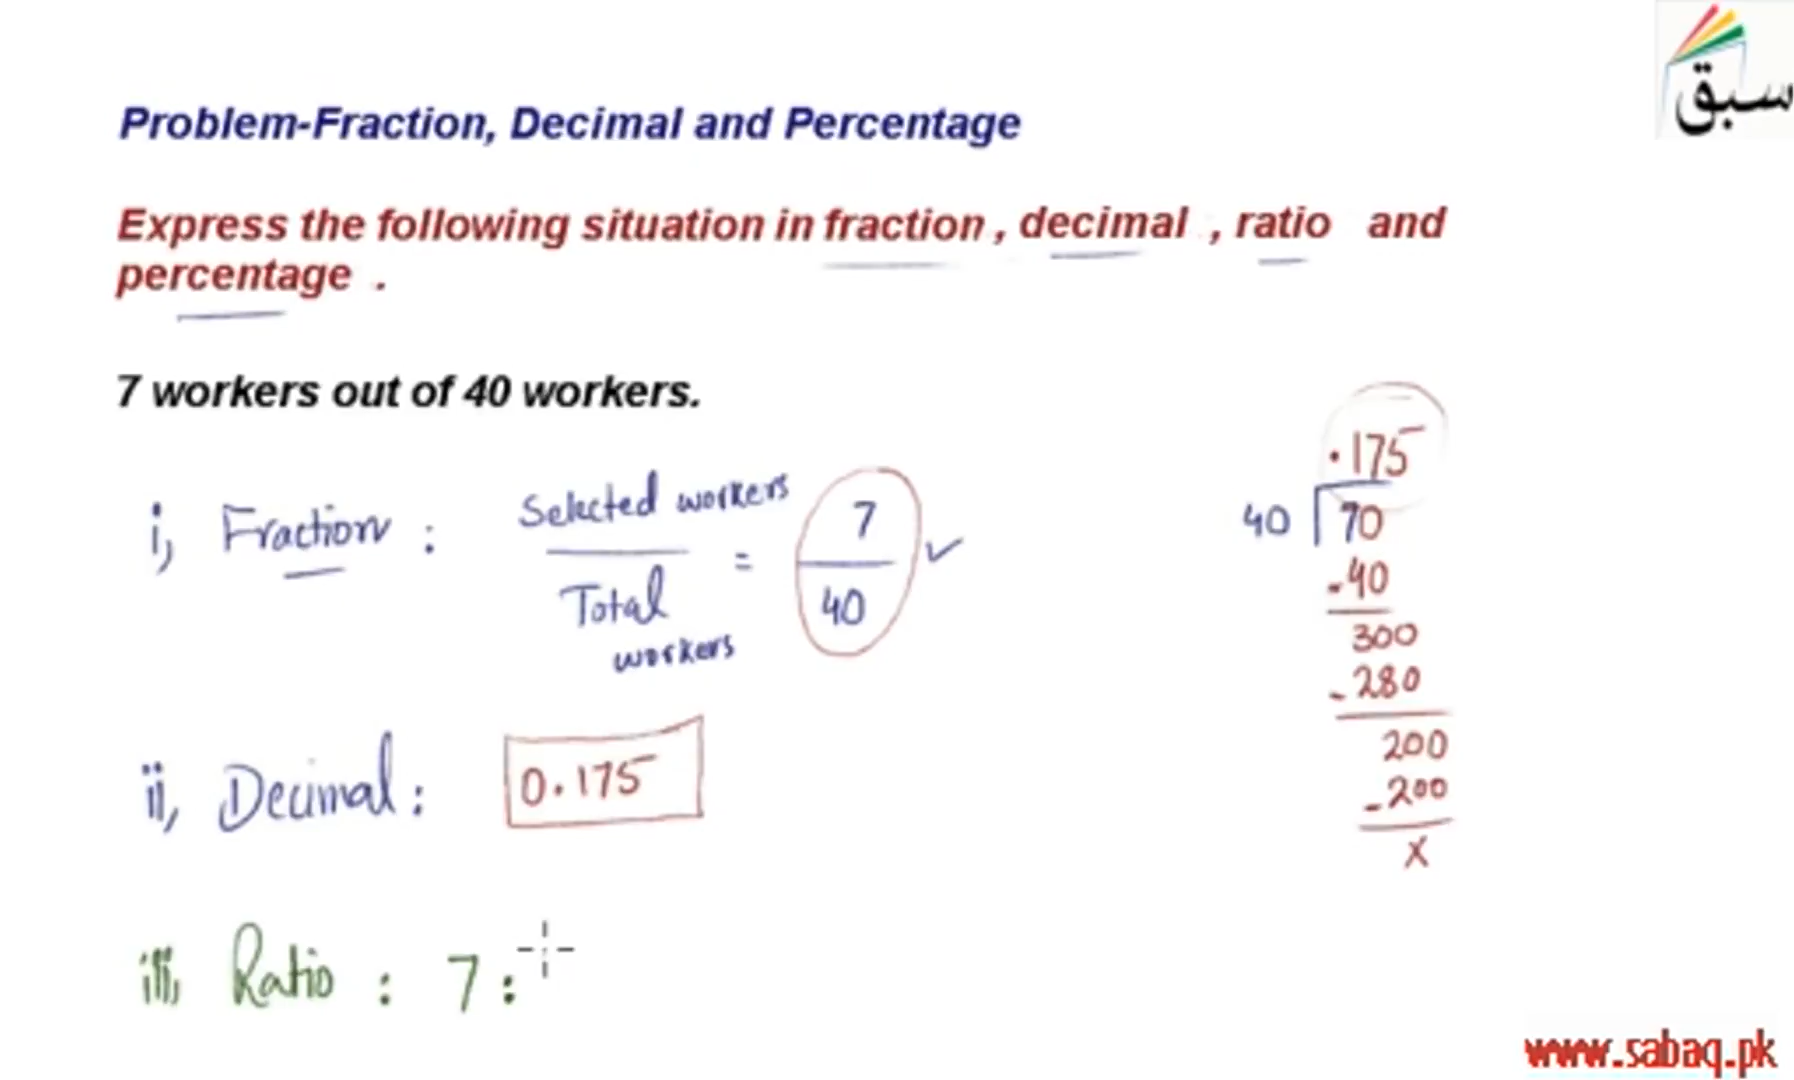 سبق
Problem-Fraction, Decimal and Percentage
Express the following situation in fraction , decimal , ratio and
percentage .
7 workers out of 40 workers.
i, Fraction : Selected workers / Total workers = 7/40 ✓
ii, Decimal : 0.175
iii, Ratio : 7 :
.175
40 70
-40
300
-280
200
-200
x
www.sabaq.pk